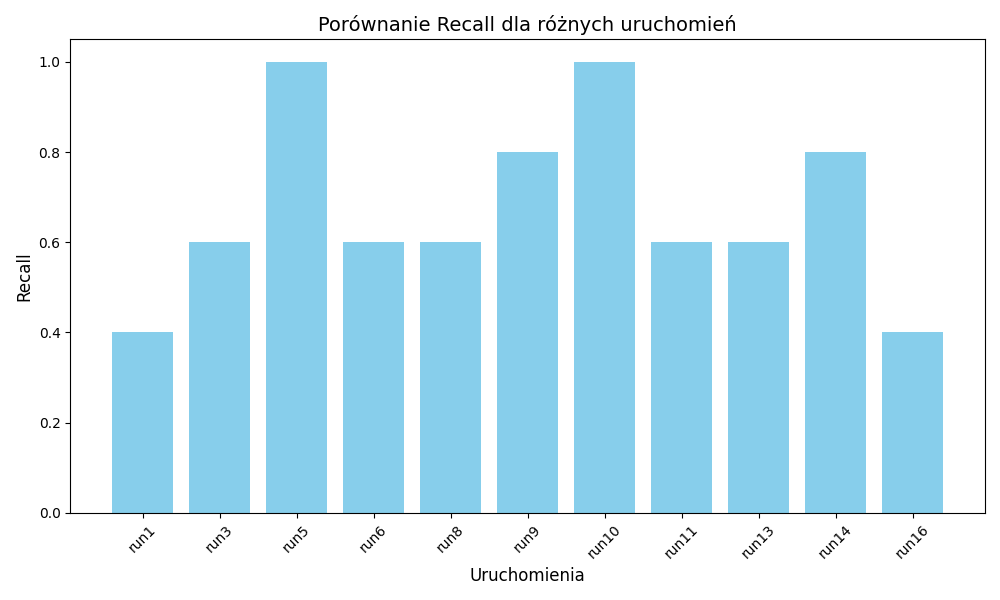 Porównanie Recall dla różnych uruchomień
Recall
1.0
0.8
0.6
0.4
0.2
0.0
run1 run3 run5 run6 run8 run9 run10 run11 run13 run14 run16
Uruchomienia